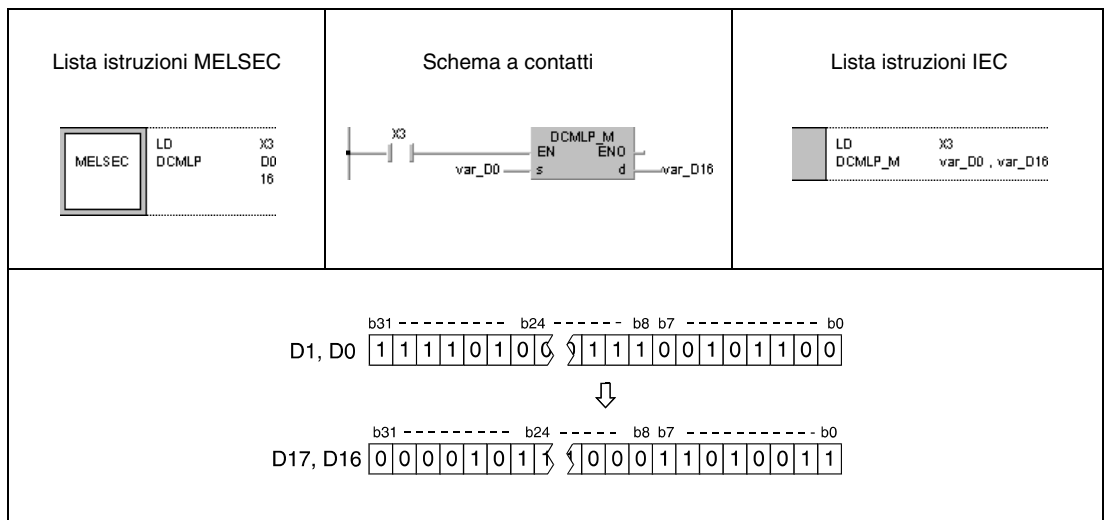 Lista istruzioni MELSEC
MELSEC
LD X3
DCMLP D0
16
Schema a contatti
X3
DCMLP_M
EN ENO
var_D0 s d var_D16
Lista istruzioni IEC
LD X3
DCMLP_M var_D0 , var_D16
b31 b24 b8 b7 b0
D1, D0 1 1 1 1 0 1 0 0 0 1 1 1 0 0 1 0 1 1 0 0
b31 b24 b8 b7 b0
D17, D16 0 0 0 0 1 0 1 1 1 0 0 0 1 1 0 1 0 0 1 1